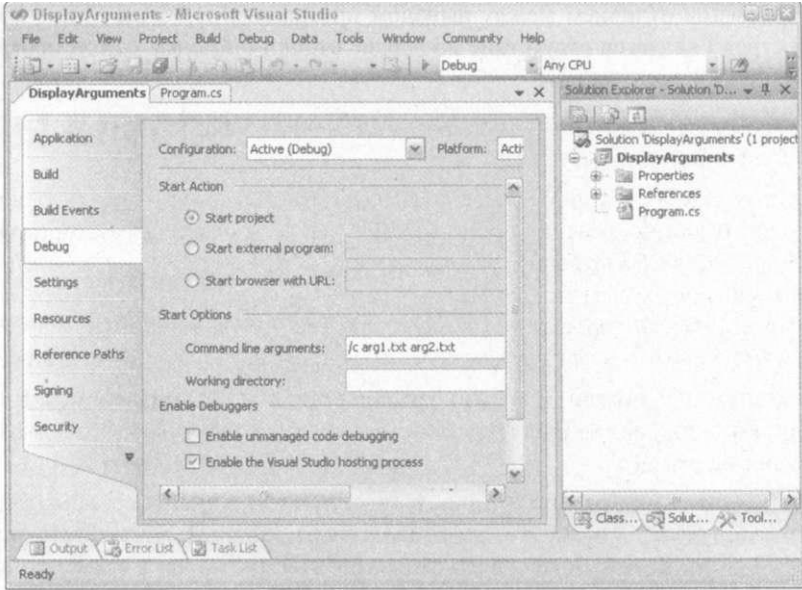 DisplayArguments - Microsoft Visual Studio
File Edit View Project Build Debug Data Tools Window Community Help
Debug Any CPU
DisplayArguments Program.cs
Solution Explorer - Solution 'D...
Application
Build
Build Events
Debug
Settings
Resources
Reference Paths
Signing
Security
Configuration: Active (Debug) Platform: Acti
Start Action
Start project
Start external program:
Start browser with URL:
Start Options
Command line arguments: /c arg1.txt arg2.txt
Working directory:
Enable Debuggers
Enable unmanaged code debugging
Enable the Visual Studio hosting process
Solution 'DisplayArguments' (1 project
DisplayArguments
Properties
References
Program.cs
Class... Solut... Tool...
Output Error List Task List
Ready